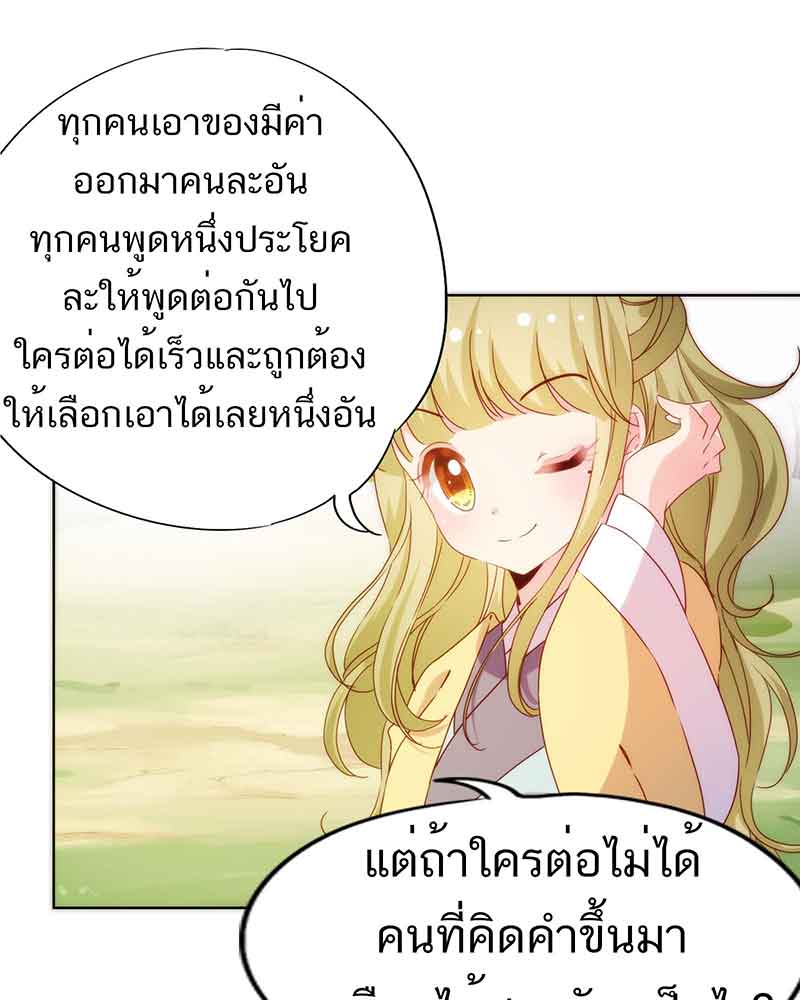 ทุกคนเอาของมีค่า
ออกมาคนละอัน
ทุกคนพูดหนึ่งประโยค
ละให้พูดต่อกันไป
ใครต่อได้เร็วและถูกต้อง
ให้เลือกเอาได้เลยหนึ่งอัน
แต่ถ้าใครต่อไม่ได้
คนที่คิดคำขึ้นมา